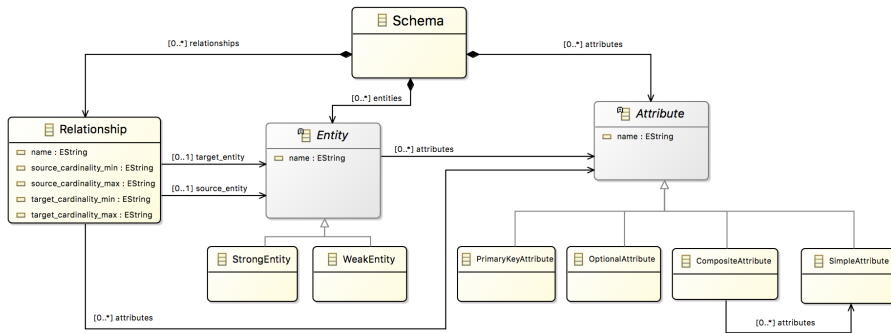 Schema
[0..*] relationships
[0..*] attributes
[0..*] entities
Relationship
name : EString
source_cardinality_min : EString
source_cardinality_max : EString
target_cardinality_min : EString
target_cardinality_max : EString
[0..1] target_entity
[0..1] source_entity
Entity
name : EString
[0..*] attributes
Attribute
name : EString
StrongEntity
WeakEntity
PrimaryKeyAttribute
OptionalAttribute
CompositeAttribute
SimpleAttribute
[0..*] attributes
[0..*] attributes